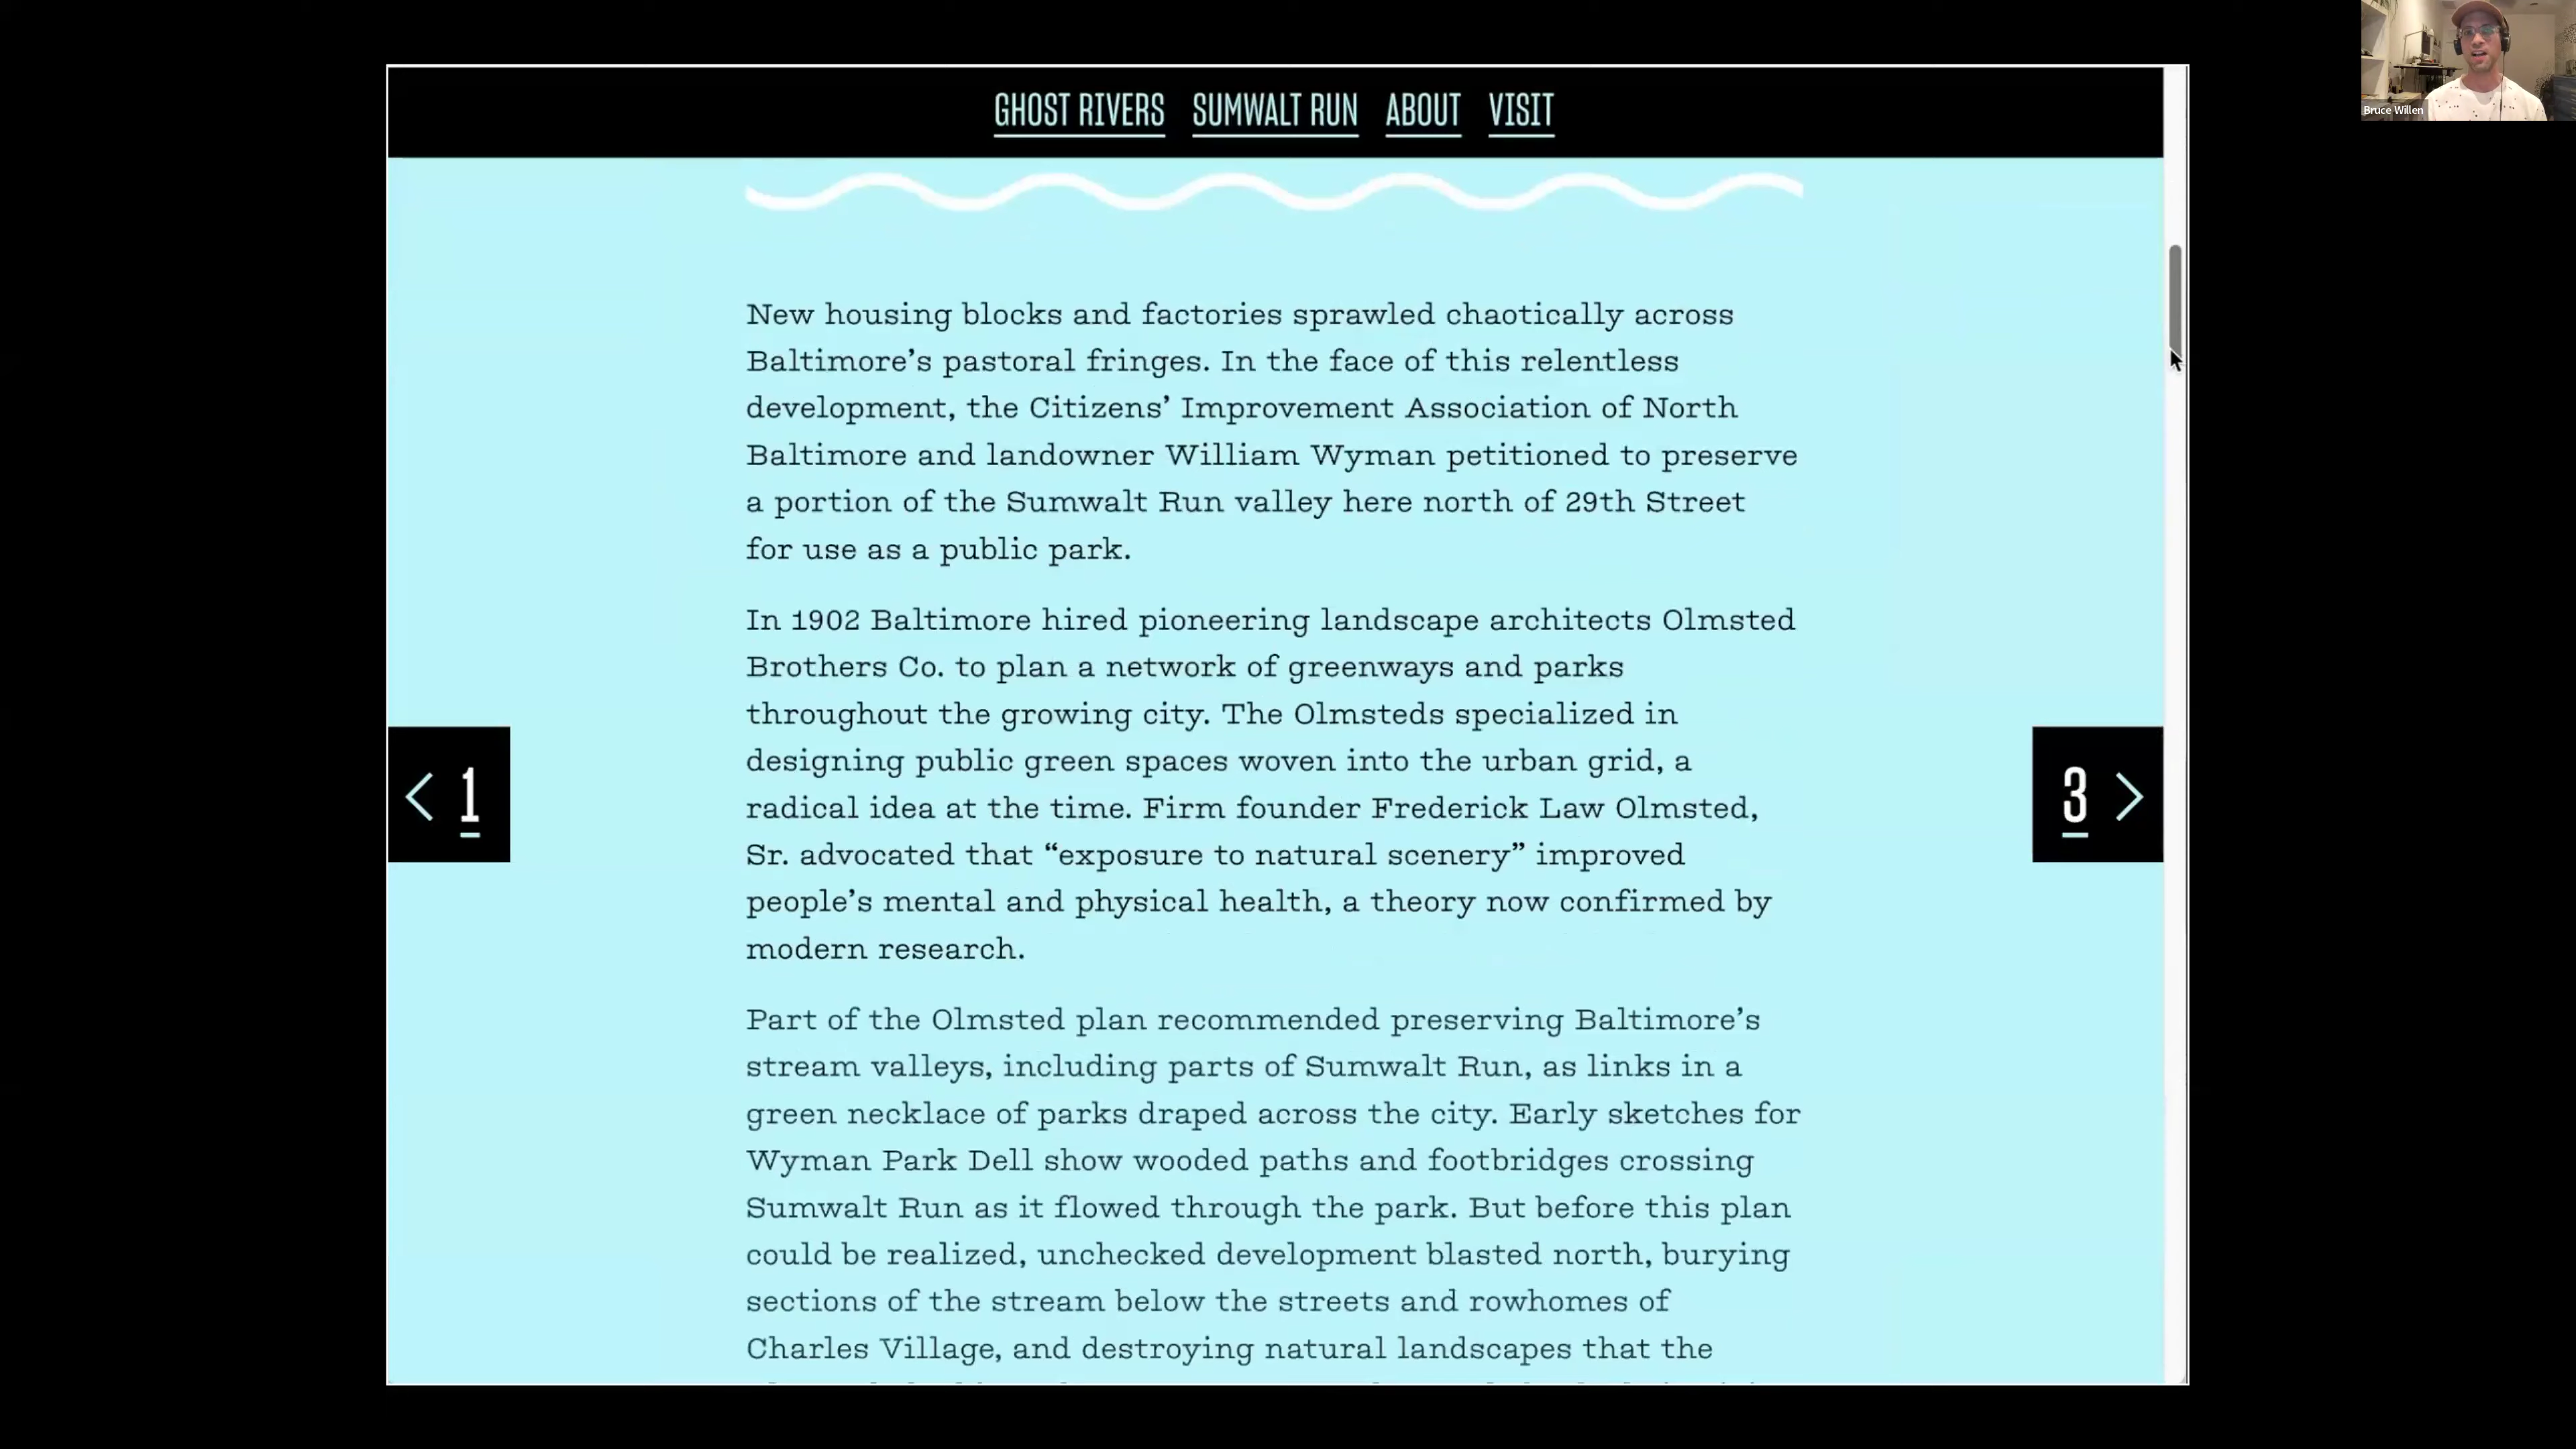 GHOST RIVERS SUMWALT RUN ABOUT VISIT
Bruce Willen
New housing blocks and factories sprawled chaotically across
Baltimore’s pastoral fringes. In the face of this relentless
development, the Citizens’ Improvement Association of North
Baltimore and landowner William Wyman petitioned to preserve
a portion of the Sumwalt Run valley here north of 29th Street
for use as a public park.
In 1902 Baltimore hired pioneering landscape architects Olmsted
Brothers Co. to plan a network of greenways and parks
throughout the growing city. The Olmsteds specialized in
designing public green spaces woven into the urban grid, a
radical idea at the time. Firm founder Frederick Law Olmsted,
Sr. advocated that “exposure to natural scenery” improved
people’s mental and physical health, a theory now confirmed by
modern research.
Part of the Olmsted plan recommended preserving Baltimore’s
stream valleys, including parts of Sumwalt Run, as links in a
green necklace of parks draped across the city. Early sketches for
Wyman Park Dell show wooded paths and footbridges crossing
Sumwalt Run as it flowed through the park. But before this plan
could be realized, unchecked development blasted north, burying
sections of the stream below the streets and rowhomes of
Charles Village, and destroying natural landscapes that the
< 1
3 >